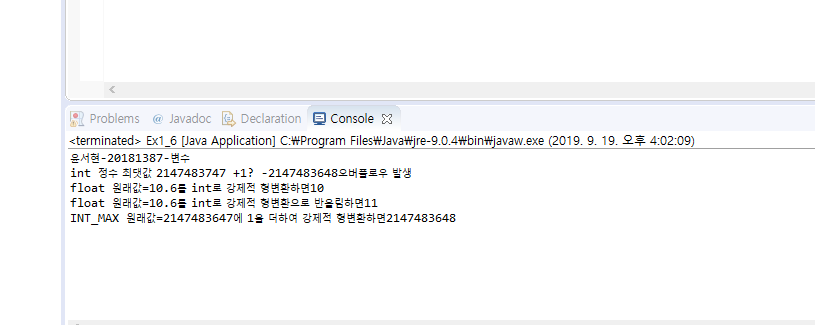 Problems @ Javadoc Declaration Console
<terminated> Ex1_6 [Java Application] C:￦Program Files￦Java￦jre-9.0.4￦bin￦javaw.exe (2019. 9. 19. 오후 4:02:09)
윤서현-20181387-변수
int 정수 최댓값 2147483747 +1? -2147483648오버플로우 발생
float 원래값=10.6를 int로 강제적 형변환하면10
float 원래값=10.6를 int로 강제적 형변환으로 반올림하면11
INT_MAX 원래값=2147483647에 1을 더하여 강제적 형변환하면2147483648